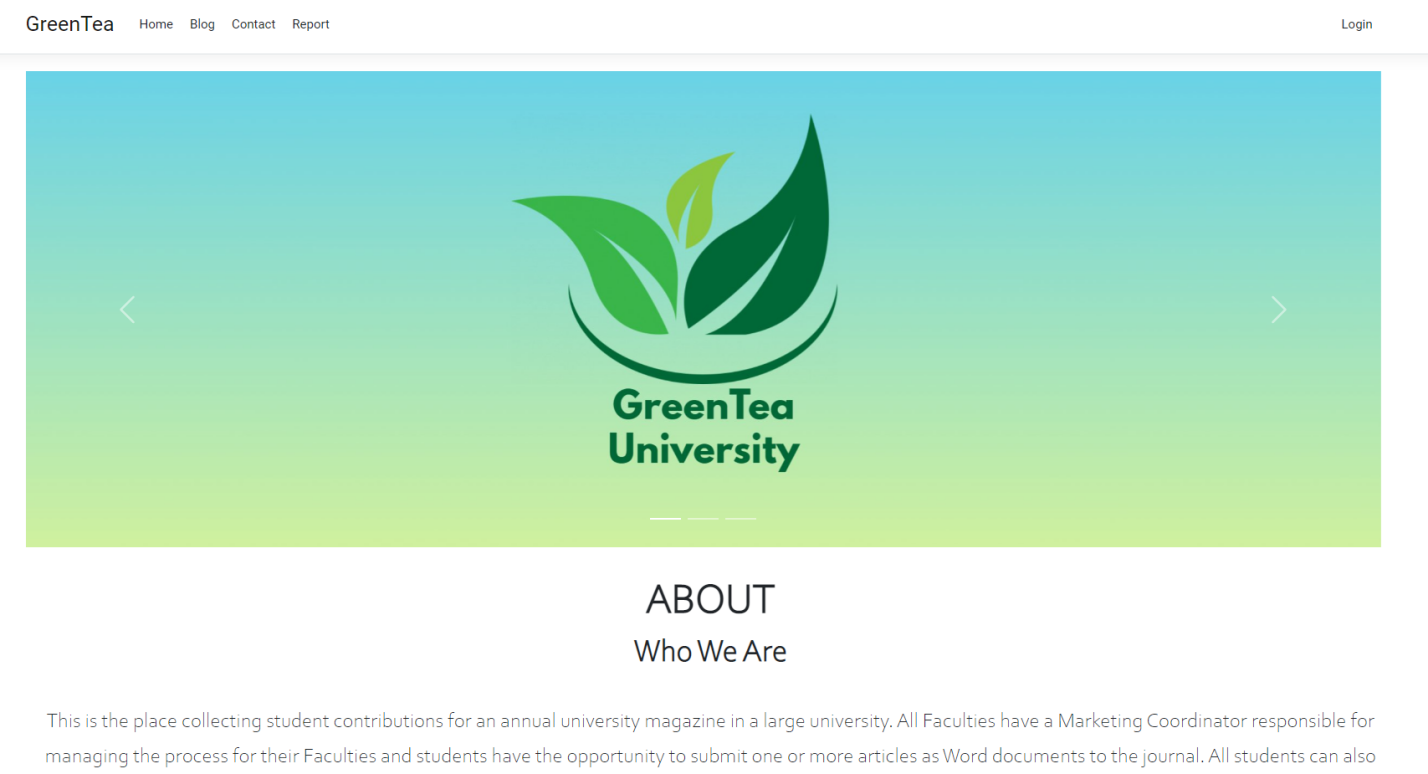 GreenTea Home Blog Contact Report Login
GreenTea
University
ABOUT
Who We Are
This is the place collecting student contributions for an annual university magazine in a large university. All Faculties have a Marketing Coordinator responsible for
managing the process for their Faculties and students have the opportunity to submit one or more articles as Word documents to the journal. All students can also